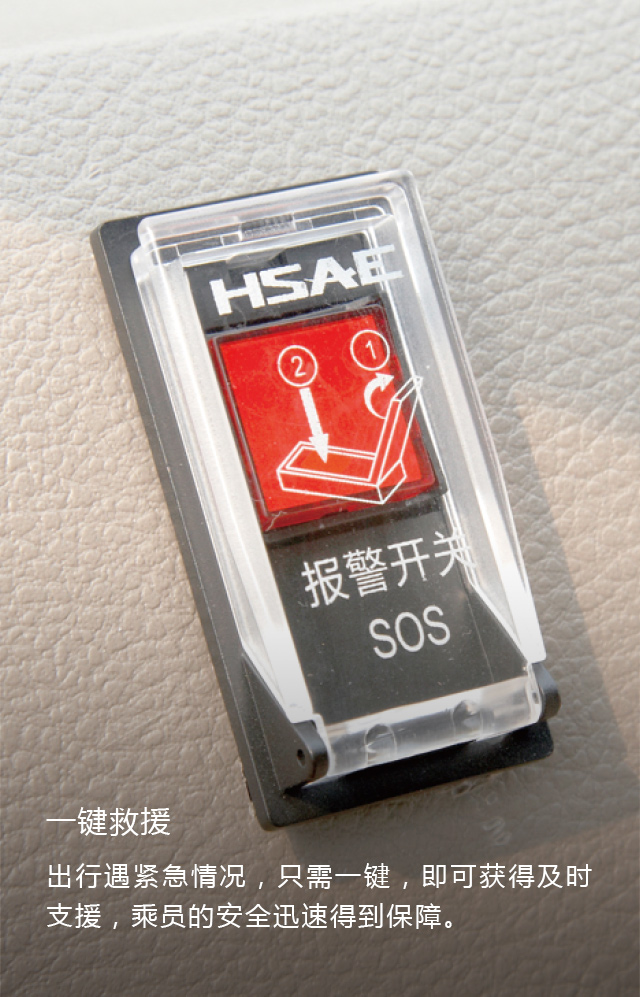 HSAE
② ①
报警开关
SOS
一键救援
出行遇紧急情况，只需一键，即可获得及时
支援，乘员的安全迅速得到保障。